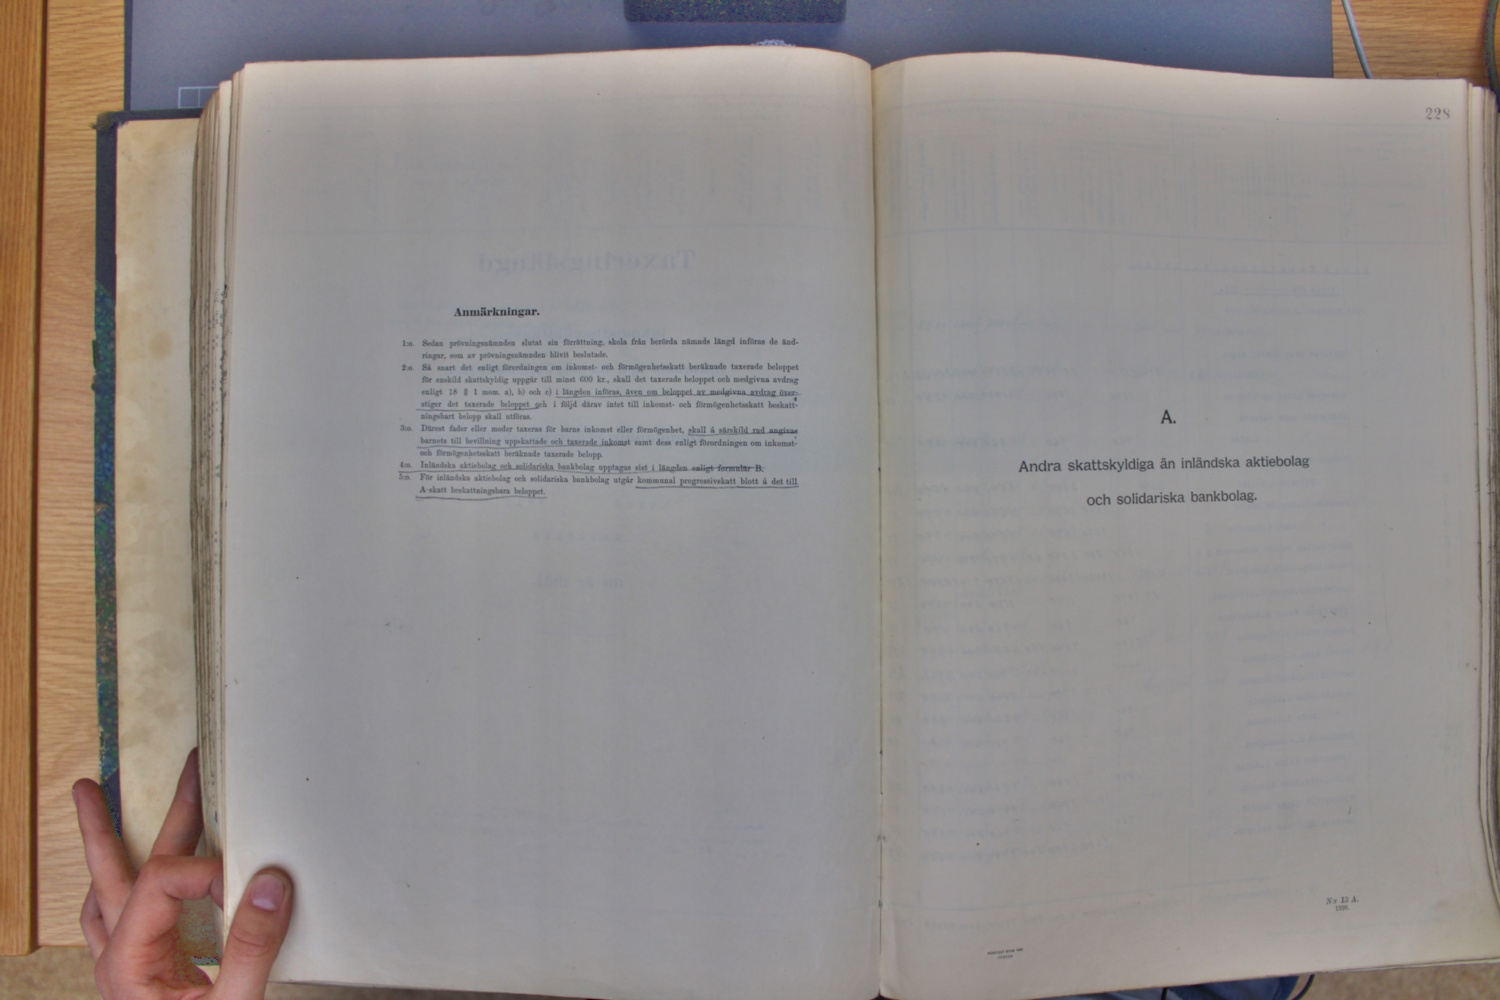 Anmärkningar.
1:o. Sedan prövningsnämnden slutat sin förrättning, skola från berörda nämnds längd införas de änd-
ringar, som av prövningsnämnden blivit beslutade.
2:o. Så snart det enligt förordningen om inkomst- och förmögenhetsskatt beräknade taxerade beloppet
för enskild skattskyldig uppgår till minst 600 kr., skall det taxerade beloppet och medgivna avdrag
enligt 18 § 1 mom. a), b) och c) i längden införas, även om beloppet av medgivna avdrag över-
stiger det taxerade beloppet och i följd därav intet till inkomst- och förmögenhetsskatt beskatt-
ningsbart belopp skall utföras.
3:o. Därest fader eller moder taxeras för barns inkomst eller förmögenhet, skall å särskild rad angivas
barnets till bevillning uppskattade och taxerade inkomst samt dess enligt förordningen om inkomst-
och förmögenhetsskatt beräknade taxerade belopp.
4:o. Inländska aktiebolag och solidariska bankbolag upptagas sist i längden enligt formulär B.
5:o. För inländska aktiebolag och solidariska bankbolag utgår kommunal progressivskatt blott å det till
A-skatt beskattningsbara beloppet.
228
A.
Andra skattskyldiga än inländska aktiebolag
och solidariska bankbolag.
N:r 13 A.